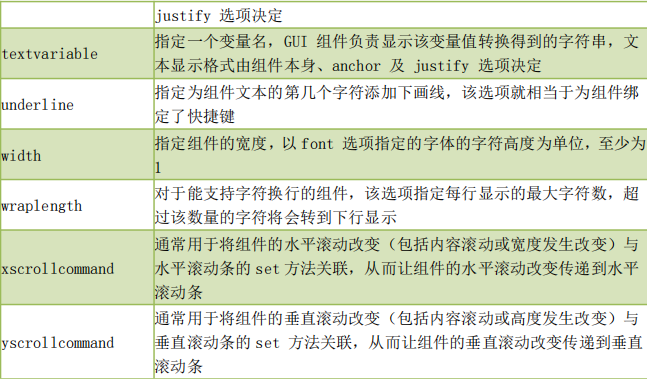 justify 选项决定
textvariable
指定一个变量名，GUI 组件负责显示该变量值转换得到的字符串，文
本显示格式由组件本身、anchor 及 justify 选项决定
underline
指定为组件文本的第几个字符添加下画线，该选项就相当于为组件绑
定了快捷键
width
指定组件的宽度，以 font 选项指定的字体的字符高度为单位，至少为
1
wraplength
对于能支持字符换行的组件，该选项指定每行显示的最大字符数，超
过该数量的字符将会转到下行显示
xscrollcommand
通常用于将组件的水平滚动改变（包括内容滚动或宽度发生改变）与
水平滚动条的 set 方法关联，从而让组件的水平滚动改变传递到水平
滚动条
yscrollcommand
通常用于将组件的垂直滚动改变（包括内容滚动或高度发生改变）与
垂直滚动条的 set 方法关联，从而让组件的垂直滚动改变传递到垂直
滚动条